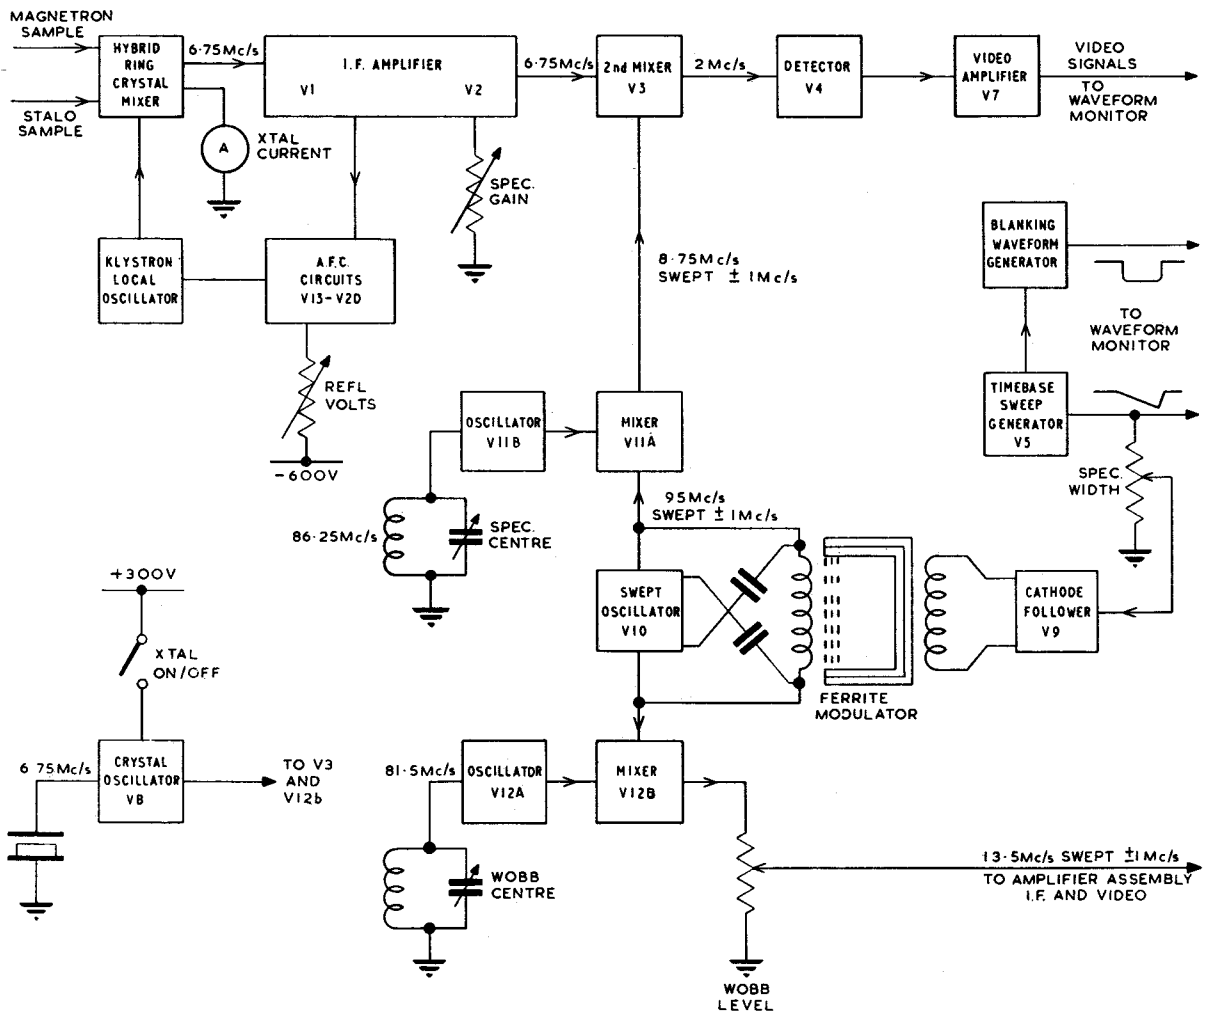 MAGNETRON
SAMPLE
STALO
SAMPLE
HYBRID
RING
CRYSTAL
MIXER
6·75Mc/s
I.F. AMPLIFIER
V1
V2
6·75Mc/s
2nd MIXER
V3
2Mc/s
DETECTOR
V4
VIDEO
AMPLIFIER
V7
VIDEO
SIGNALS
TO
WAVEFORM
MONITOR
A
XTAL
CURRENT
SPEC.
GAIN
KLYSTRON
LOCAL
OSCILLATOR
A.F.C.
CIRCUITS
V13-V2D
8·75Mc/s
SWEPT ± 1Mc/s
BLANKING
WAVEFORM
GENERATOR
TO
WAVEFORM
MONITOR
REFL
VOLTS
-600V
TIMEBASE
SWEEP
GENERATOR
V5
OSCILLATOR
V11B
MIXER
V11A
SPEC.
WIDTH
95Mc/s
SWEPT ± 1Mc/s
86·25Mc/s
SPEC.
CENTRE
SWEPT
OSCILLATOR
V10
CATHODE
FOLLOWER
V9
FERRITE
MODULATOR
+300V
XTAL
ON/OFF
6 75Mc/s
CRYSTAL
OSCILLATOR
V8
TO V3
AND
V12b
81·5Mc/s
OSCILLATOR
V12A
MIXER
V12B
WOBB
CENTRE
13·5Mc/s SWEPT ±1Mc/s
TO AMPLIFIER ASSEMBLY
I.F. AND VIDEO
WOBB
LEVEL